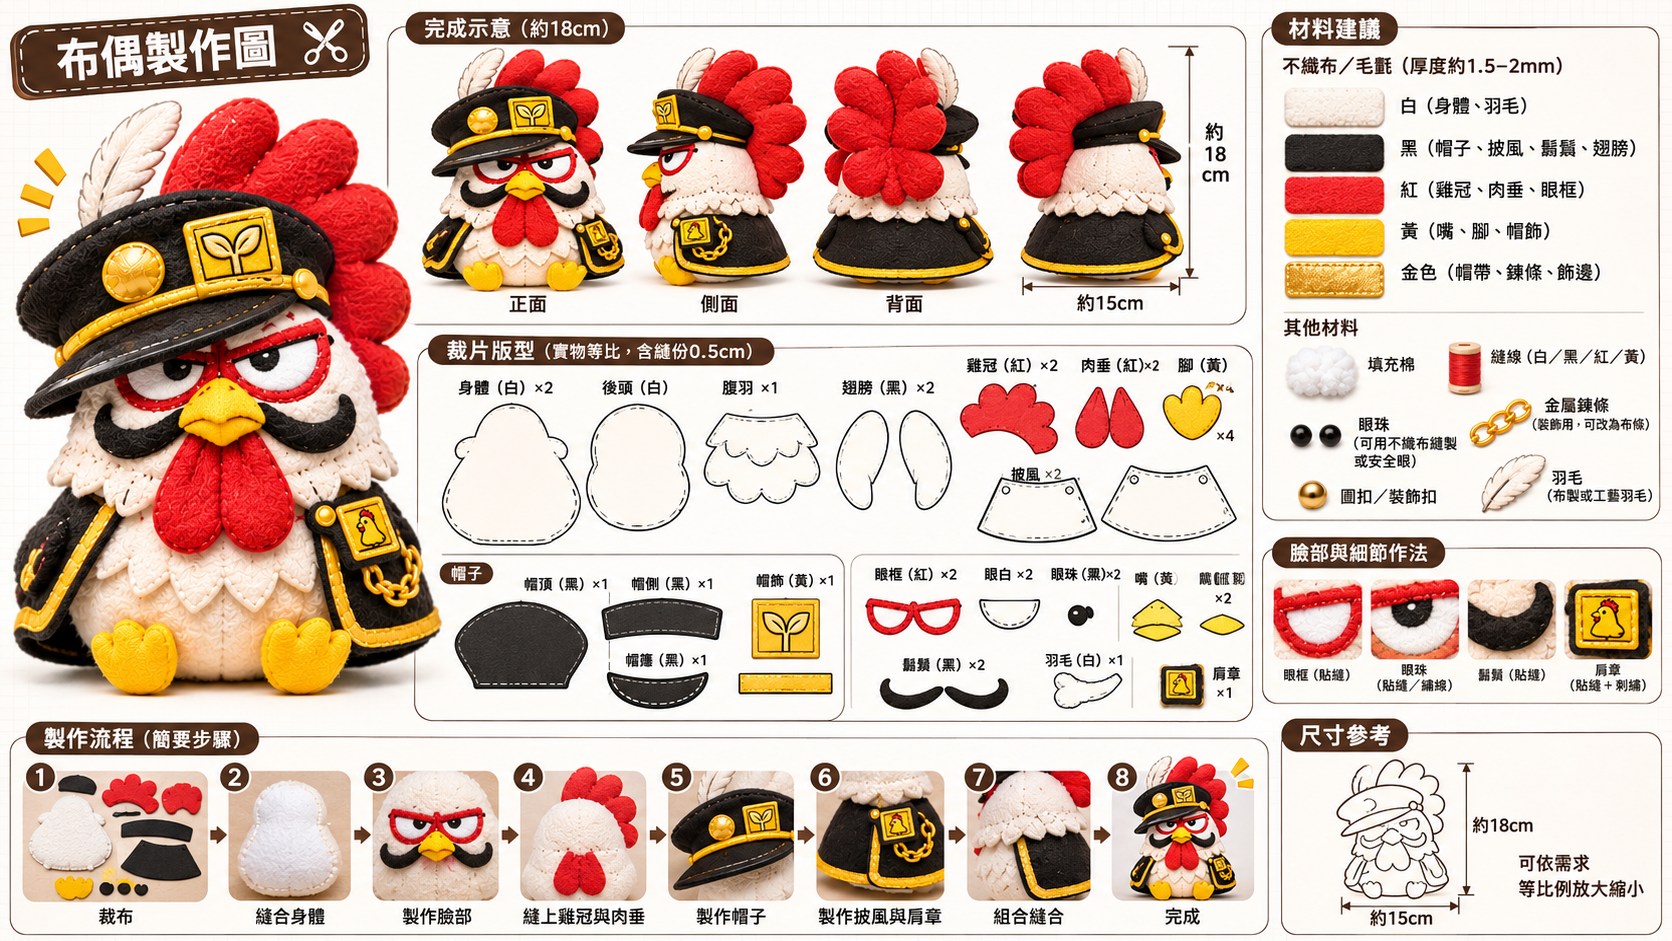 布偶製作圖
完成示意（約18cm）
正面
側面
背面
約
18
cm
約15cm
材料建議
不織布／毛氈（厚度約1.5–2mm）
白（身體、羽毛）
黑（帽子、披風、鬍鬚、翅膀）
紅（雞冠、肉垂、眼框）
黃（嘴、腳、帽飾）
金色（帽帶、鍊條、飾邊）
其他材料
填充棉
縫線（白／黑／紅／黃）
眼珠
（可用不織布縫製
或安全眼）
金屬鍊條
（裝飾用，可改為布條）
圓扣／裝飾扣
羽毛
（布製或工藝羽毛）
裁片版型（實物等比，含縫份0.5cm）
身體（白）×2
後頭（白）
腹羽 ×1
翅膀（黑）×2
雞冠（紅）×2
肉垂（紅）×2
腳（黃）
×4
披風 ×2
帽子
帽頂（黑）×1
帽側（黑）×1
帽飾（黃）×1
帽簷（黑）×1
眼框（紅）×2
眼白 ×2
眼珠（黑）×2
嘴（黃）
×2
鬍鬚（黑）×2
羽毛（白）×1
肩章
×1
臉部與細節作法
眼框（貼縫）
眼珠
（貼縫／繡線）
鬍鬚（貼縫）
肩章
（貼縫＋刺繡）
製作流程（簡要步驟）
1
裁布
2
縫合身體
3
製作臉部
4
縫上雞冠與肉垂
5
製作帽子
6
製作披風與肩章
7
組合縫合
8
完成
尺寸參考
約18cm
約15cm
可依需求
等比例放大縮小